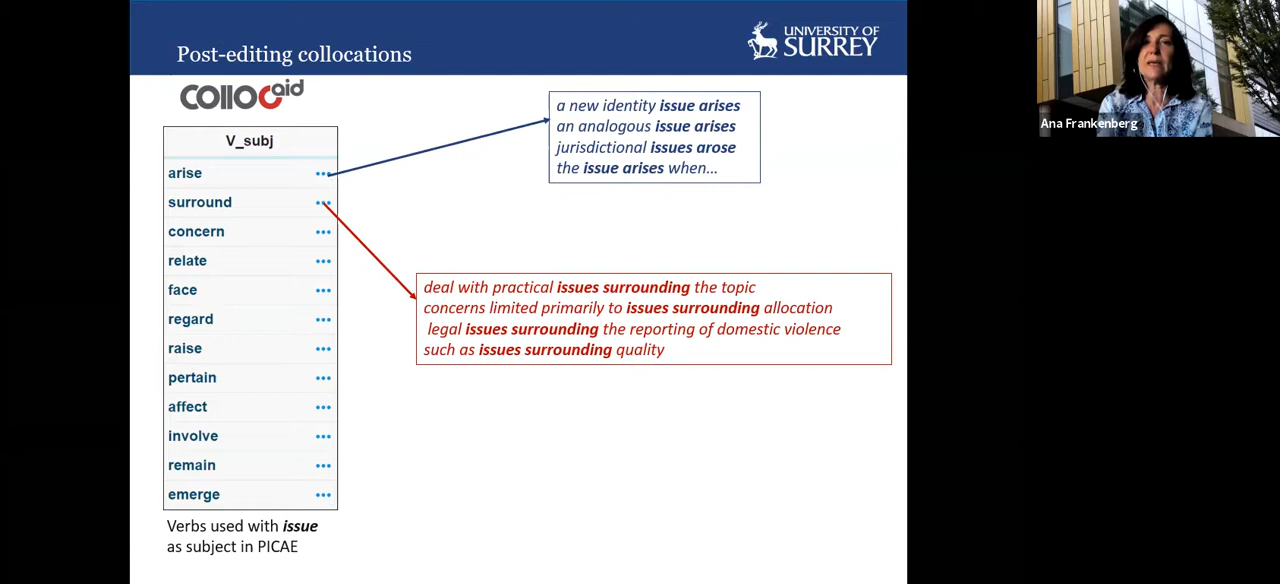 Post-editing collocations
UNIVERSITY OF
SURREY
collocaid
V_subj
arise
surround
concern
relate
face
regard
raise
pertain
affect
involve
remain
emerge
Verbs used with issue
as subject in PICAE
a new identity issue arises
an analogous issue arises
jurisdictional issues arose
the issue arises when...
deal with practical issues surrounding the topic
concerns limited primarily to issues surrounding allocation
legal issues surrounding the reporting of domestic violence
such as issues surrounding quality
Ana Frankenberg